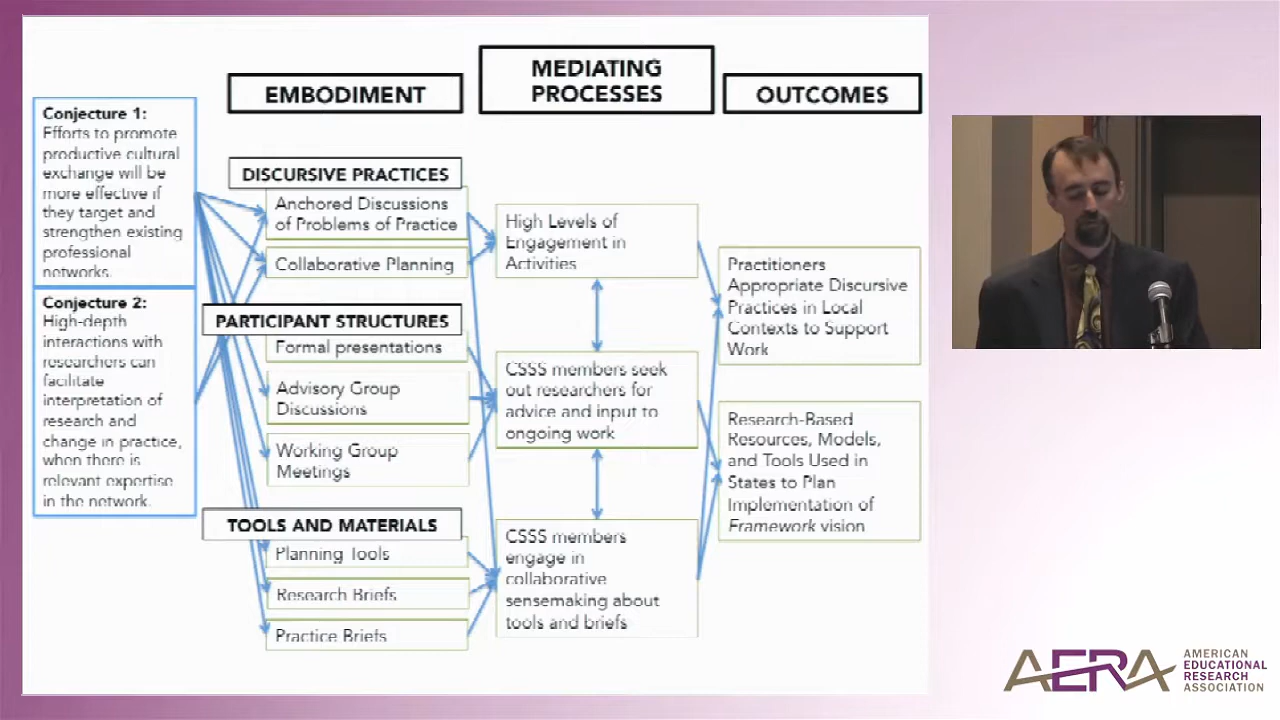 EMBODIMENT
MEDIATING
PROCESSES
OUTCOMES
Conjecture 1:
Efforts to promote
productive cultural
exchange will be
more effective if
they target and
strengthen existing
professional
networks.
Conjecture 2:
High-depth
interactions with
researchers can
facilitate
interpretation of
research and
change in practice,
when there is
relevant expertise
in the network.
DISCURSIVE PRACTICES
Anchored Discussions
of Problems of Practice
Collaborative Planning
PARTICIPANT STRUCTURES
Formal presentations
Advisory Group
Discussions
Working Group
Meetings
TOOLS AND MATERIALS
Planning Tools
Research Briefs
Practice Briefs
High Levels of
Engagement in
Activities
CSSS members seek
out researchers for
advice and input to
ongoing work
CSSS members
engage in
collaborative
sensemaking about
tools and briefs
Practitioners
Appropriate Discursive
Practices in Local
Contexts to Support
Work
Research-Based
Resources, Models,
and Tools Used in
States to Plan
Implementation of
Framework vision
AERA
AMERICAN
EDUCATIONAL
RESEARCH
ASSOCIATION